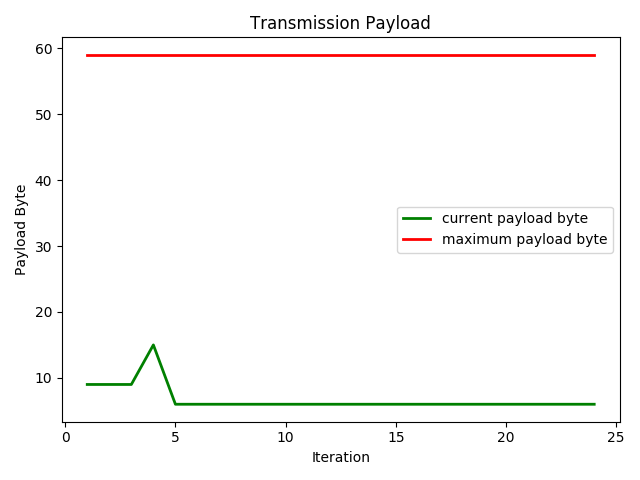 Transmission Payload
60
50
40
30
20
10
Payload Byte
current payload byte
maximum payload byte
0 5 10 15 20 25
Iteration